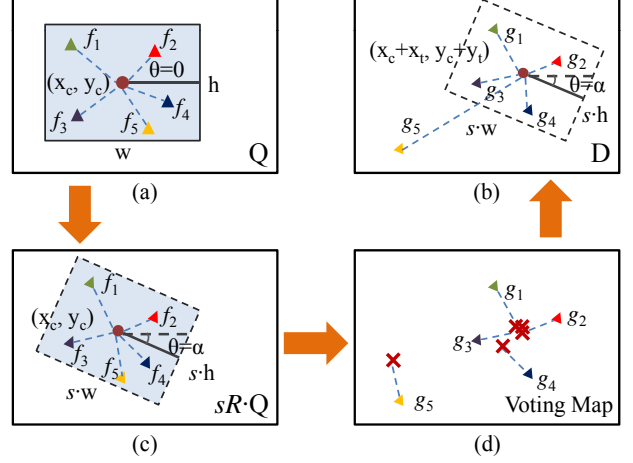 f1
f2
(xc, yc)
θ=0
h
f3
f4
f5
w
Q
(a)
(xc+xt, yc+yt)
g1
g2
g3
θ=α
s·h
g4
g5
s·w
D
(b)
f1
(xc, yc)
f2
f3
θ=α
f5
f4
s·h
s·w
sR·Q
(c)
g1
g2
g3
g4
g5
Voting Map
(d)